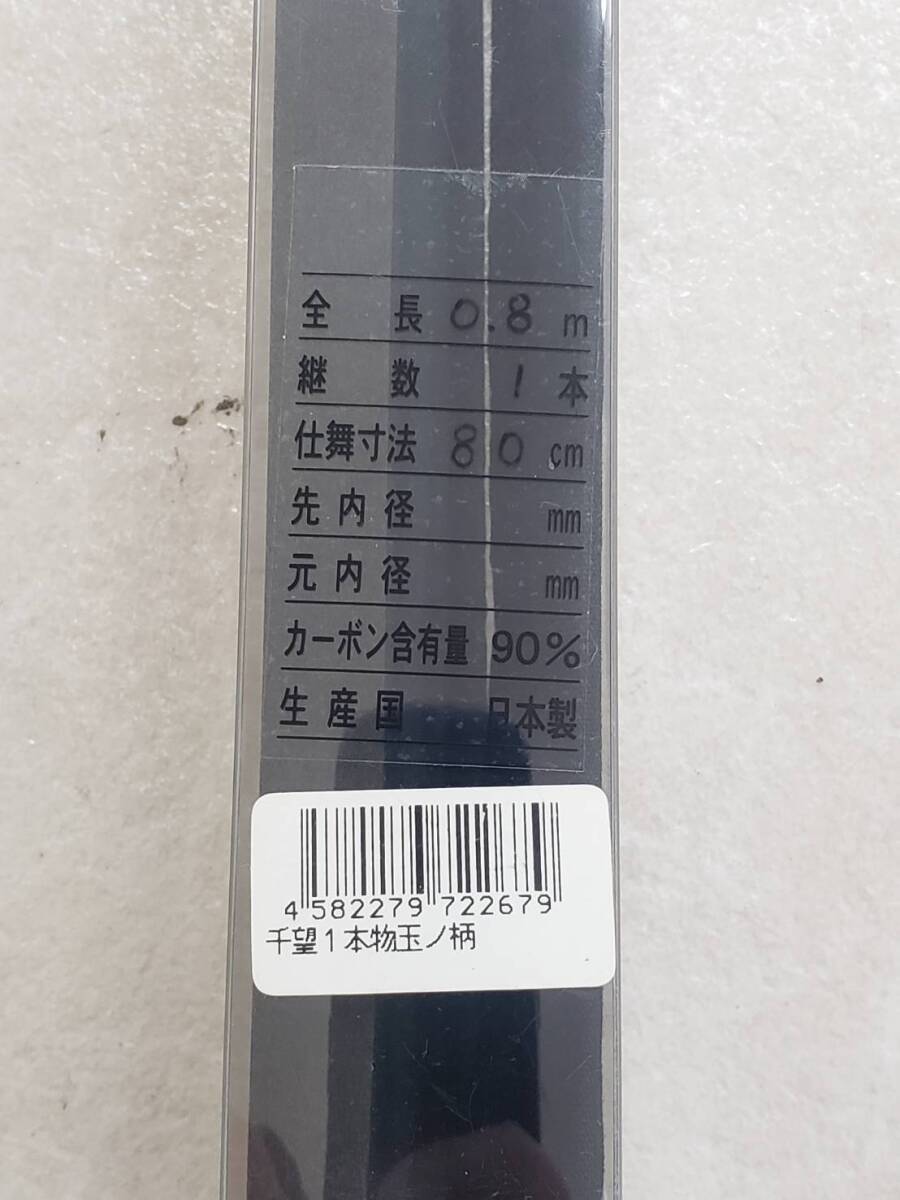 全長 0.8 m
継数 1 本
仕舞寸法 80 cm
先内径 mm
元内径 mm
カーボン含有量 90%
生産国 日本製
4 582279 722679
千望1本物玉ノ柄